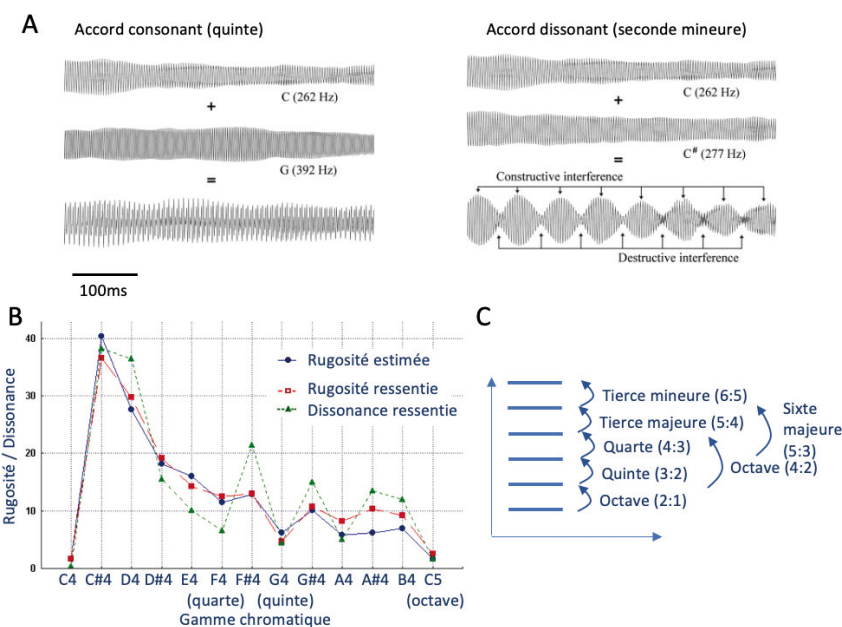 A
Accord consonant (quinte)
C (262 Hz)
+
G (392 Hz)
=
100ms
Accord dissonant (seconde mineure)
C (262 Hz)
+
C# (277 Hz)
=
Constructive interference
Destructive interference
B
Rugosité / Dissonance
40
30
20
10
0
Rugosité estimée
Rugosité ressentie
Dissonance ressentie
C4 C#4 D4 D#4 E4 F4 F#4 G4 G#4 A4 A#4 B4 C5
(quarte) (quinte) (octave)
Gamme chromatique
C
Tierce mineure (6:5)
Tierce majeure (5:4)
Quarte (4:3)
Quinte (3:2)
Octave (2:1)
Sixte
majeure
(5:3)
Octave (4:2)